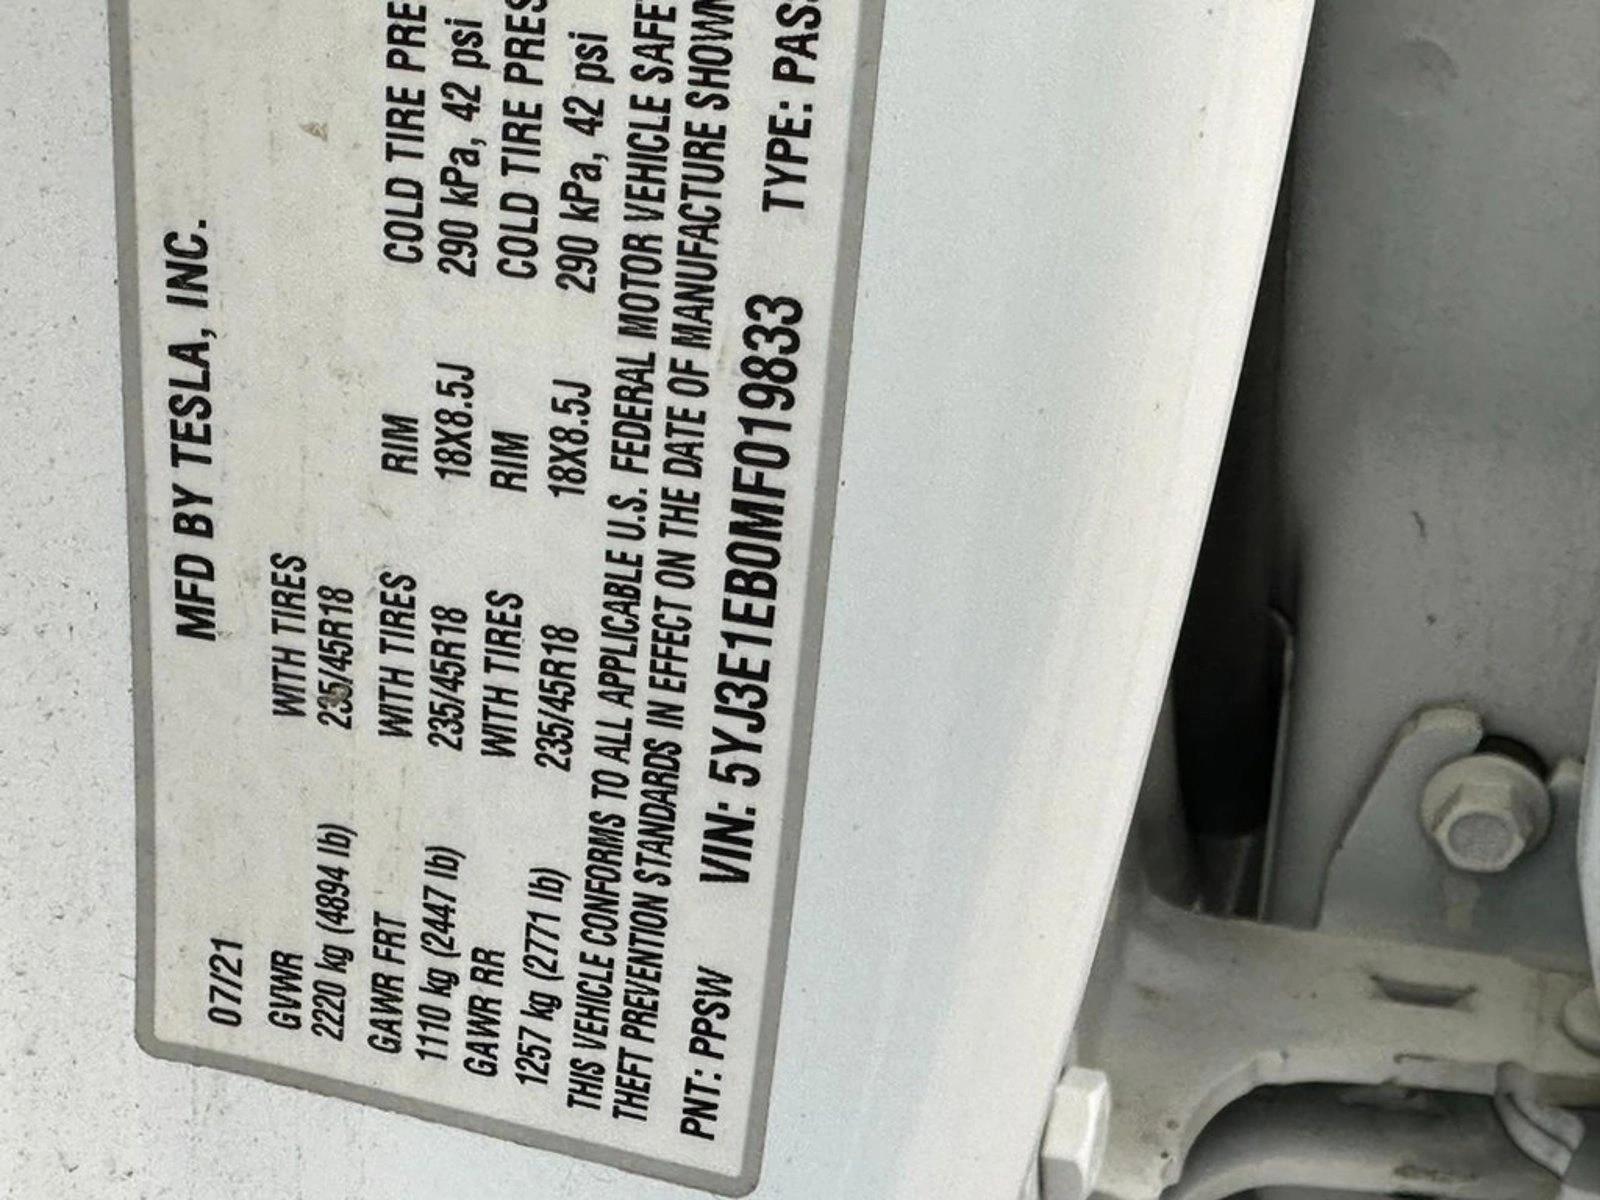 MFD BY TESLA, INC.
07/21
GVWR WITH TIRES
2220 kg (4894 lb) 235/45R18
GAWR FRT WITH TIRES RIM COLD TIRE
1110 kg (2447 lb) 235/45R18 18X8.5J 290 kPa, 42 psi
GAWR RR WITH TIRES RIM COLD TIRE
1257 kg (2771 lb) 235/45R18 18X8.5J 290 kPa, 42 psi
THIS VEHICLE CONFORMS TO ALL APPLICABLE U.S. FEDERAL MOTOR VEHICLE
THEFT PREVENTION STANDARDS IN EFFECT ON THE DATE OF MANUFACTURE SHOWN
PNT: PPSW VIN: 5YJ3E1EB0MF019833 TYPE: